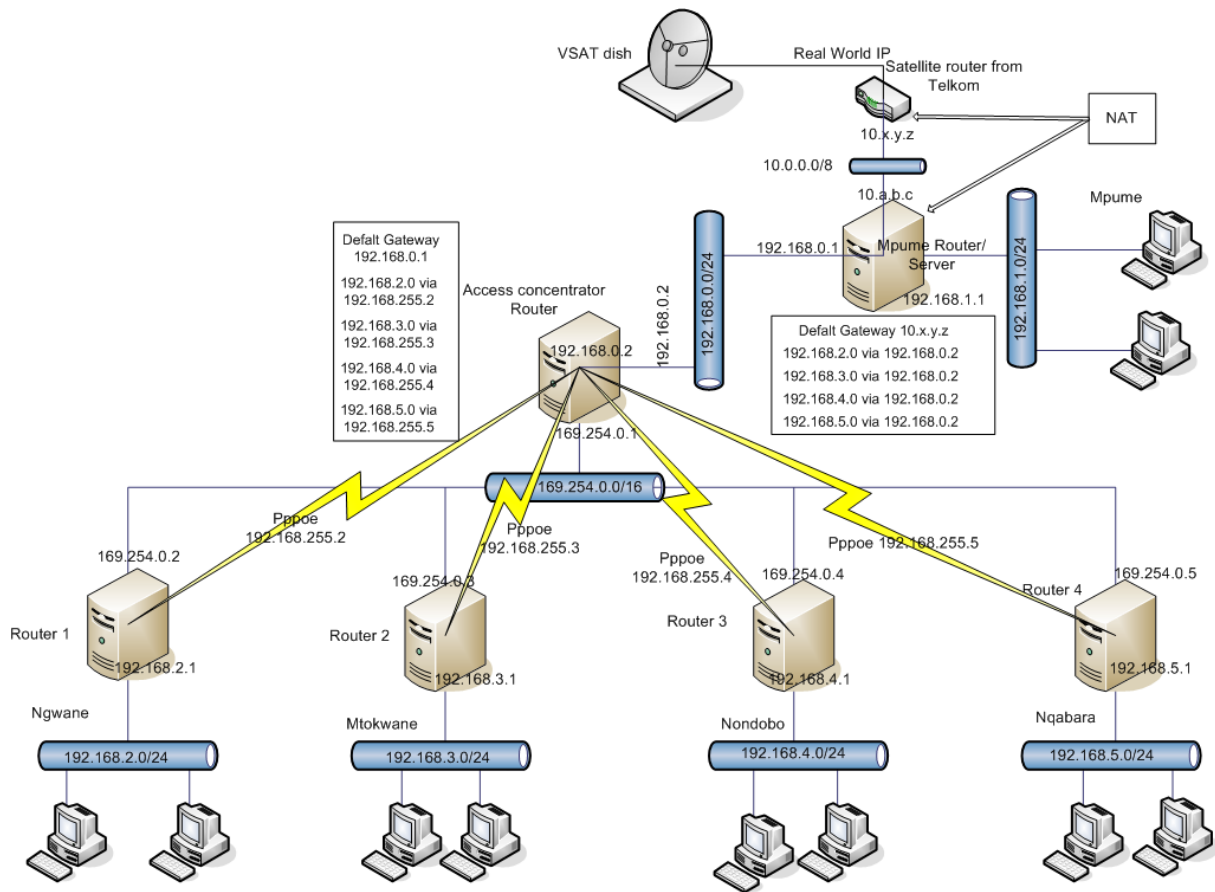 VSAT dish
Real World IP
Satellite router from
Telkom
NAT
10.x.y.z
10.0.0.0/8
10.a.b.c
Mpume
192.168.0.1
Mpume Router/
Server
192.168.1.1
192.168.0.0/24
192.168.1.0/24
192.168.0.2
Defalt Gateway
192.168.0.1
192.168.2.0 via
192.168.255.2
192.168.3.0 via
192.168.255.3
192.168.4.0 via
192.168.255.4
192.168.5.0 via
192.168.255.5
Access concentrator
Router
192.168.0.2
169.254.0.1
Defalt Gateway 10.x.y.z
192.168.2.0 via 192.168.0.2
192.168.3.0 via 192.168.0.2
192.168.4.0 via 192.168.0.2
192.168.5.0 via 192.168.0.2
169.254.0.0/16
Pppoe
192.168.255.2
Pppoe
192.168.255.3
Pppoe
192.168.255.4
Pppoe 192.168.255.5
169.254.0.2
169.254.0.3
169.254.0.4
169.254.0.5
Router 1
Router 2
Router 3
Router 4
192.168.2.1
192.168.3.1
192.168.4.1
192.168.5.1
Ngwane
Mtokwane
Nondobo
Nqabara
192.168.2.0/24
192.168.3.0/24
192.168.4.0/24
192.168.5.0/24